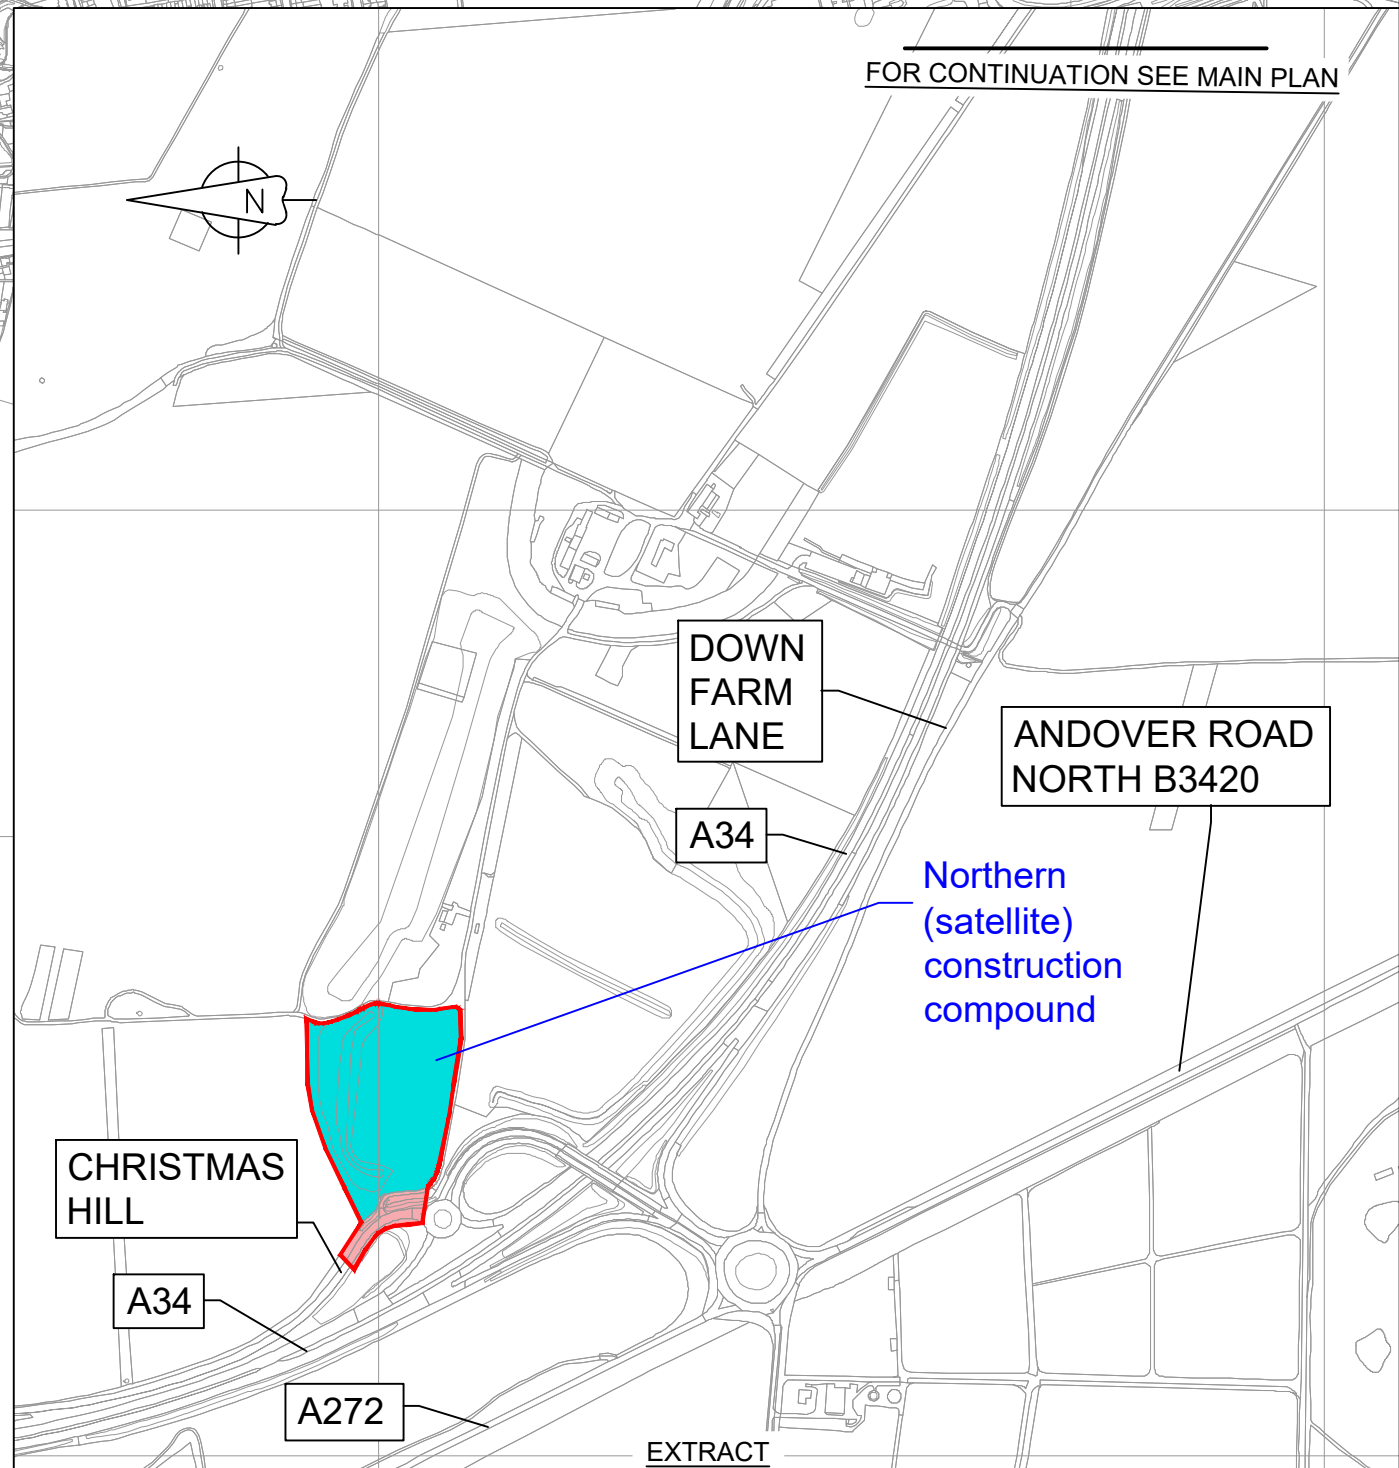 FOR CONTINUATION SEE MAIN PLAN
N
DOWN
FARM
LANE
ANDOVER ROAD
NORTH B3420
A34
Northern
(satellite)
construction
compound
CHRISTMAS
HILL
A34
A272
EXTRACT